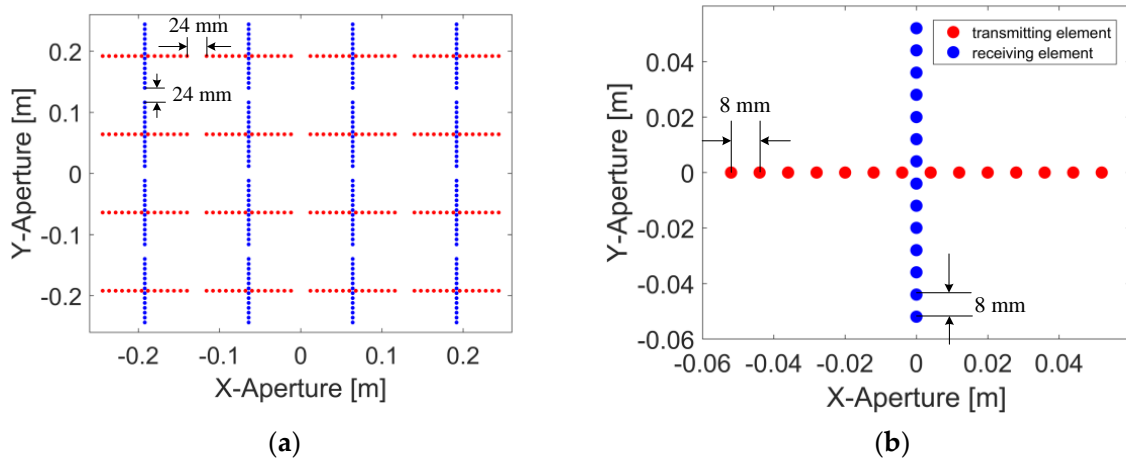 24 mm
24 mm
0.2
0.1
0
-0.1
-0.2
Y-Aperture [m]
-0.2
-0.1
0
0.1
0.2
X-Aperture [m]
(a)
transmitting element
receiving element
8 mm
8 mm
0.04
0.02
0
-0.02
-0.04
-0.06
Y-Aperture [m]
-0.06
-0.04
-0.02
0
0.02
0.04
X-Aperture [m]
(b)